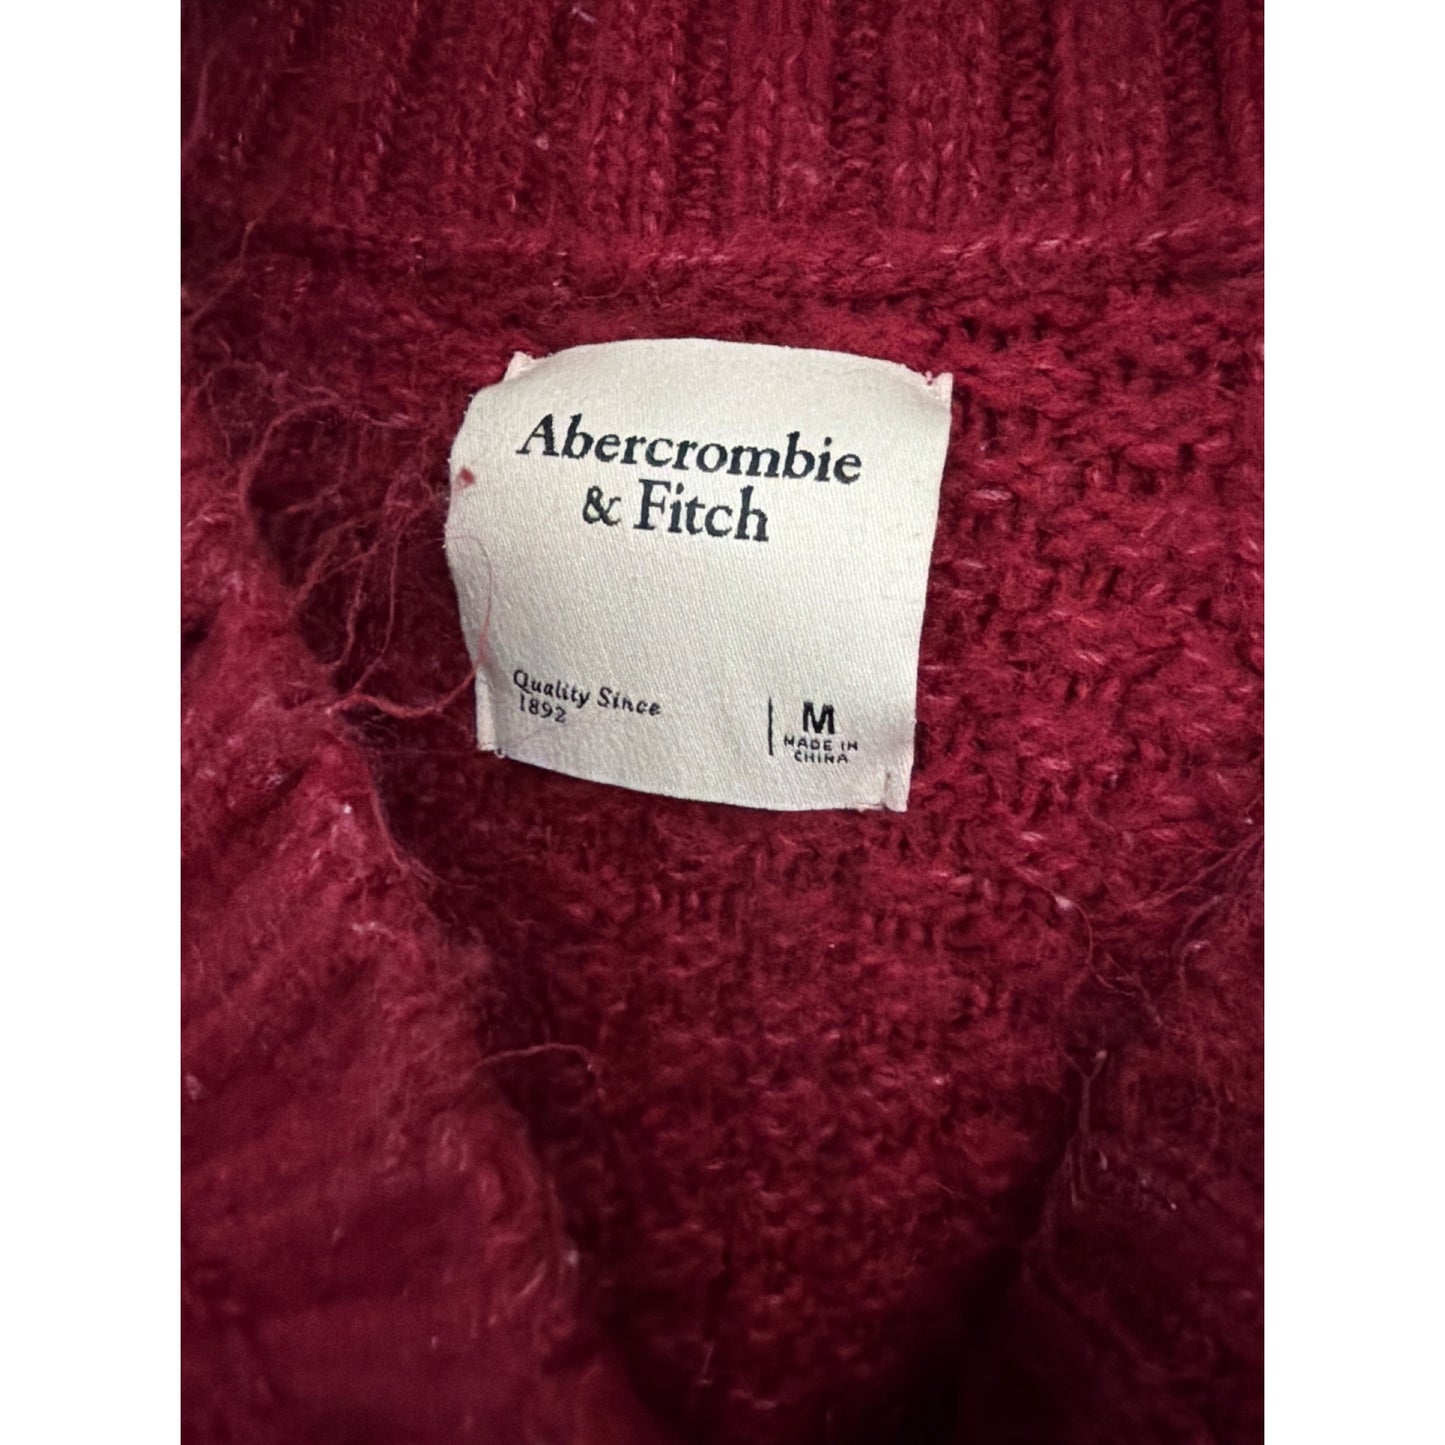 Abercrombie
& Fitch
Quality Since
1892
M
MADE IN
CHINA